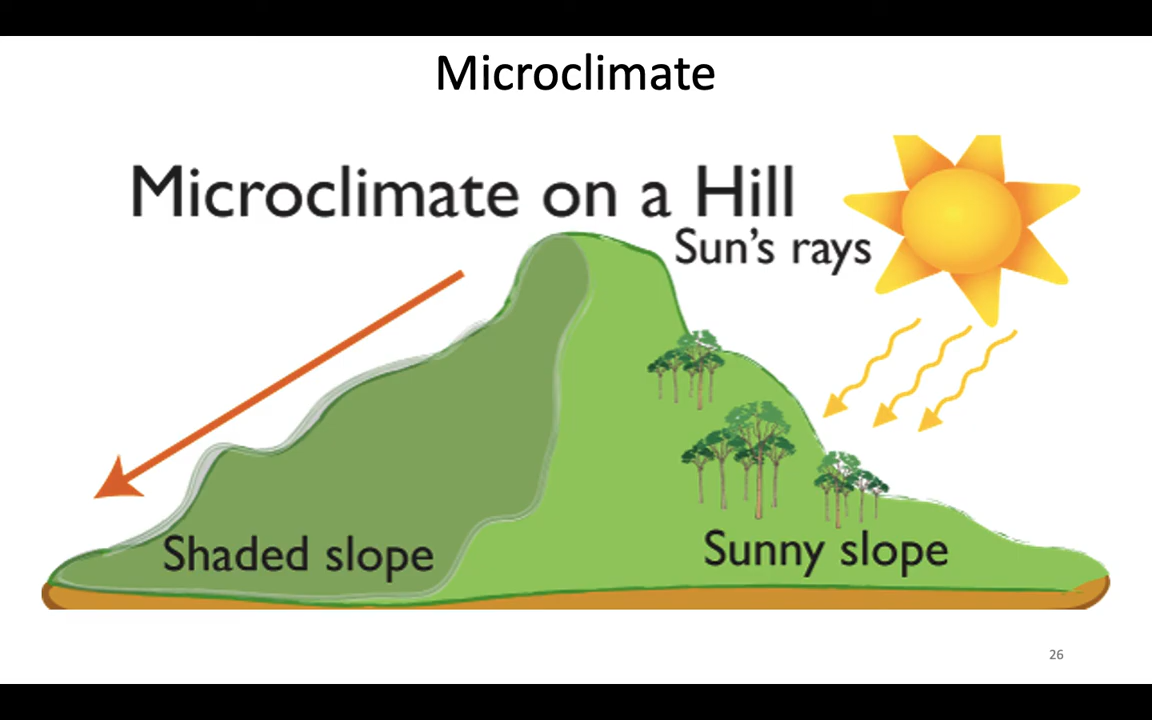 Microclimate
Microclimate on a Hill
Sun's rays
Shaded slope
Sunny slope
26